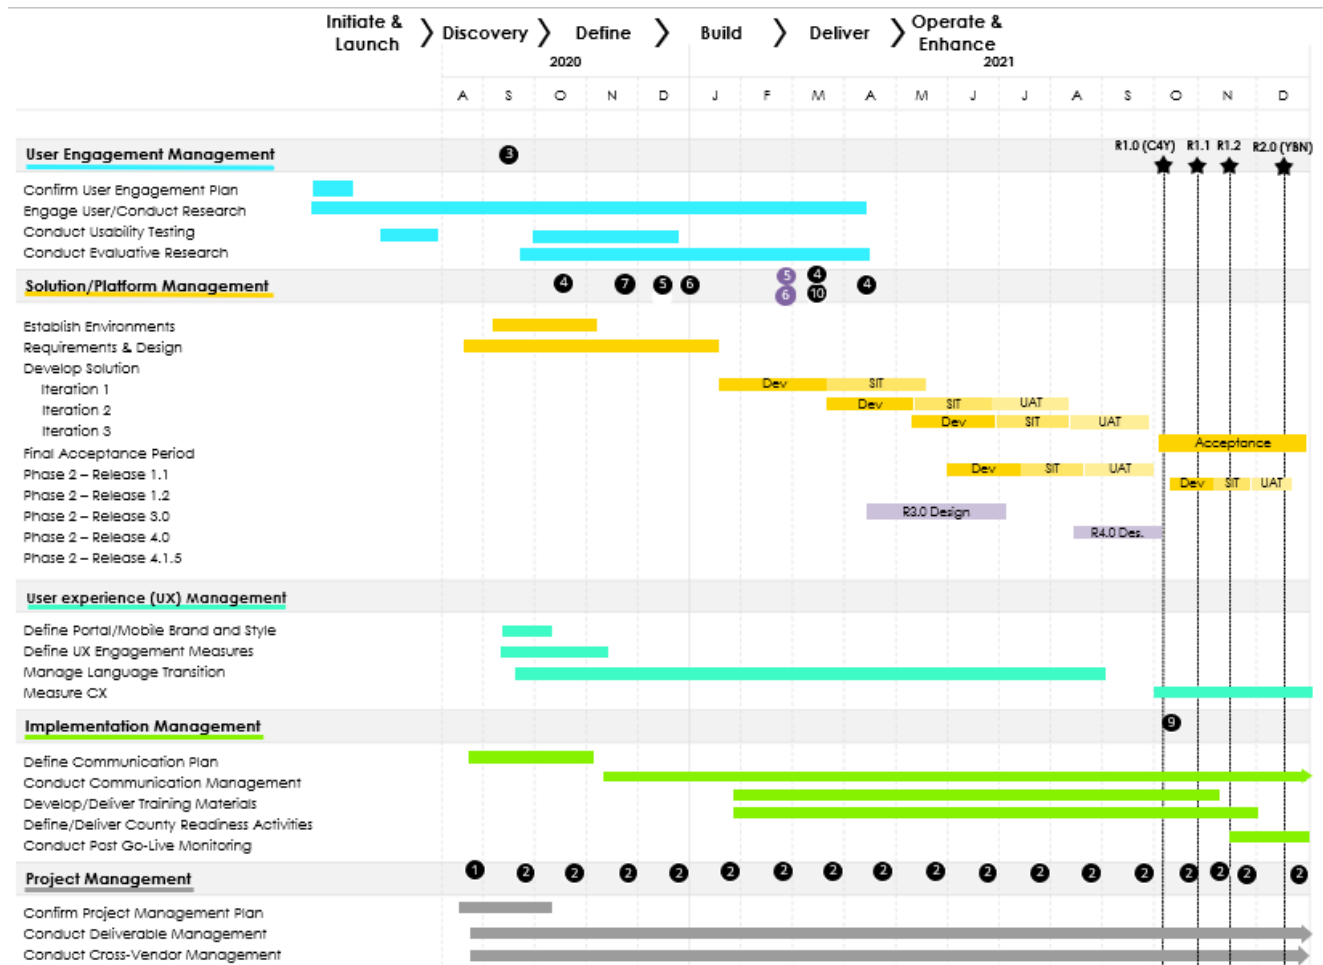 Initiate & Launch
Discovery
Define
Build
Deliver
Operate & Enhance
2020
2021
A S O N D J F M A M J J A S O N D
User Engagement Management
3
R1.0 (C4Y) R1.1 R1.2 R2.0 (YBN)
Confirm User Engagement Plan
Engage User/Conduct Research
Conduct Usability Testing
Conduct Evaluative Research
Solution/Platform Management
4 7 5 6 5 4 4
6 10
Establish Environments
Requirements & Design
Develop Solution
Iteration 1
Dev SIT
Iteration 2
Dev SIT UAT
Iteration 3
Dev SIT UAT
Final Acceptance Period
Acceptance
Phase 2 – Release 1.1
Dev SIT UAT
Dev SIT UAT
Phase 2 – Release 1.2
Phase 2 – Release 3.0
R3.0 Design
Phase 2 – Release 4.0
R4.0 Des.
Phase 2 – Release 4.1.5
User experience (UX) Management
Define Portal/Mobile Brand and Style
Define UX Engagement Measures
Manage Language Transition
Measure CX
Implementation Management
9
Define Communication Plan
Conduct Communication Management
Develop/Deliver Training Materials
Define/Deliver County Readiness Activities
Conduct Post Go-Live Monitoring
Project Management
1 2 2 2 2 2 2 2 2 2 2 2 2 2 2 2 2 2
Confirm Project Management Plan
Conduct Deliverable Management
Conduct Cross-Vendor Management